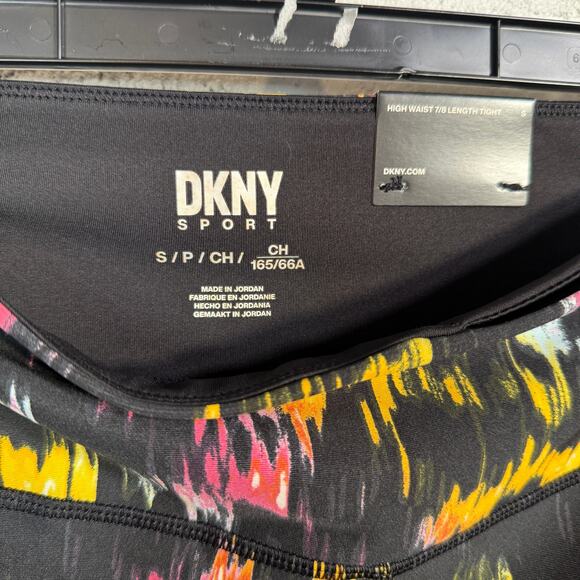 HIGH WAIST 7/8 LENGTH TIGHT S
DKNY.COM
DKNY
SPORT
S / P / CH / CH
165/66A
MADE IN JORDAN
FABRIQUE EN JORDANIE
HECHO EN JORDANIA
GEMAAKT IN JORDAN